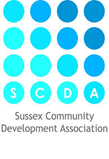 S C D A
Sussex Community
Development Association